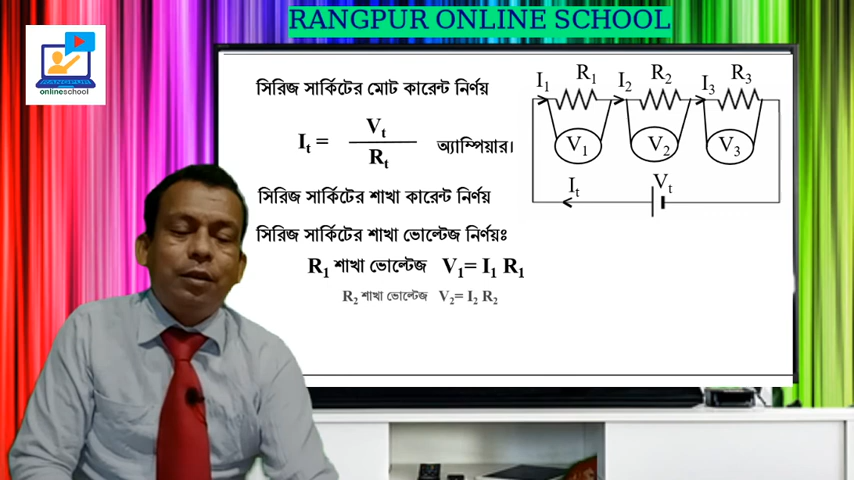 RANGPUR ONLINE SCHOOL
onlineschool
সিরিজ সার্কিটের মোট কারেন্ট নির্ণয়
I₁ R₁ I₂ R₂ I₃ R₃
Iₜ = Vₜ / Rₜ অ্যাম্পিয়ার।
V₁ V₂ V₃
Iₜ Vₜ
সিরিজ সার্কিটের শাখা কারেন্ট নির্ণয়
সিরিজ সার্কিটের শাখা ভোল্টেজ নির্ণয়ঃ
R₁ শাখা ভোল্টেজ V₁= I₁ R₁
R₂ শাখা ভোল্টেজ V₂= I₂ R₂